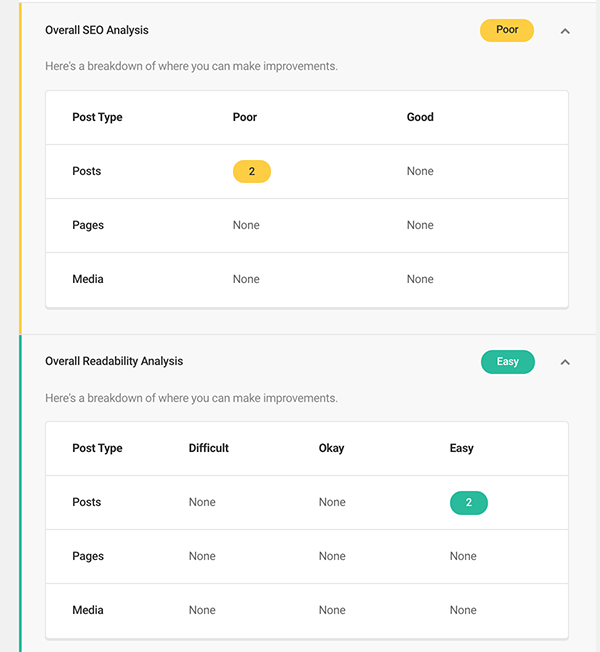 Overall SEO Analysis Poor
Here's a breakdown of where you can make improvements.
Post Type Poor Good
Posts 2 None
Pages None None
Media None None
Overall Readability Analysis Easy
Here's a breakdown of where you can make improvements.
Post Type Difficult Okay Easy
Posts None None 2
Pages None None None
Media None None None